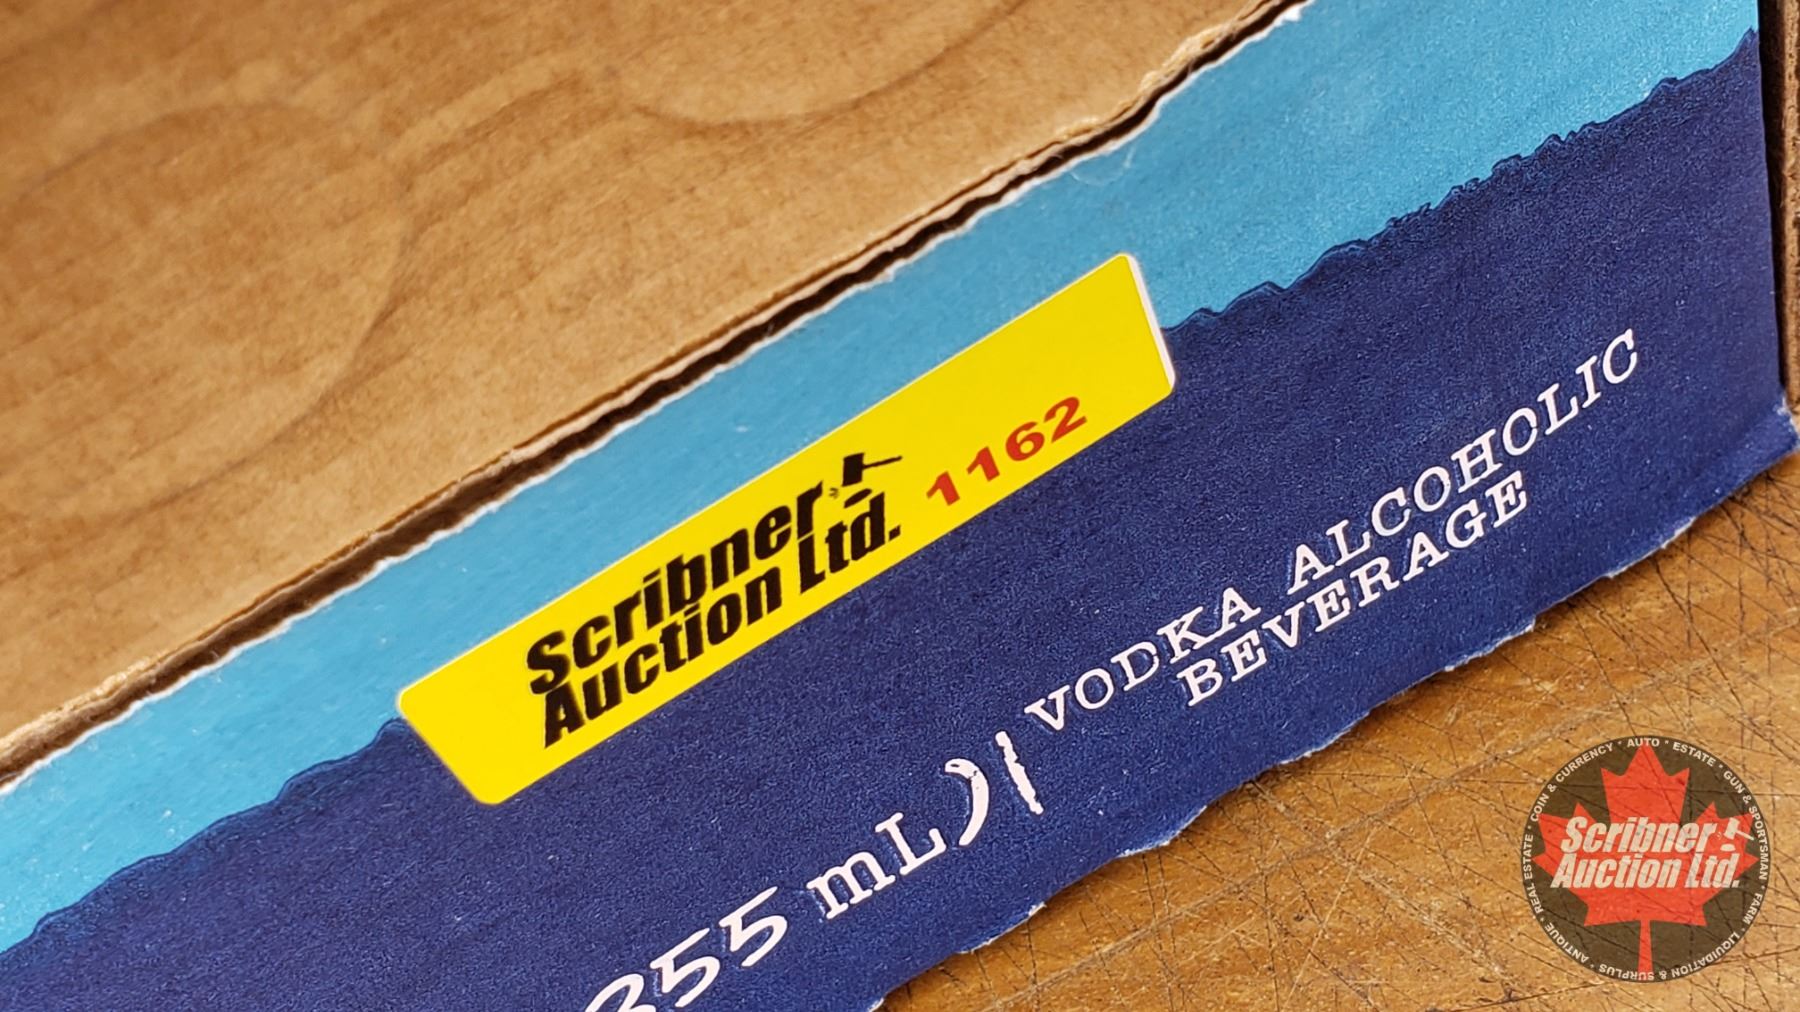 Scribner
Auction Ltd.
1162
355 mL)
VODKA ALCOHOLIC
BEVERAGE
COIN & CURRENCY * AUTO * ESTATE * GUN & SPORTSMAN * FARM * LIQUIDATION & SURPLUS * ANTIQUE * REAL ESTATE *
Scribner
Auction Ltd.